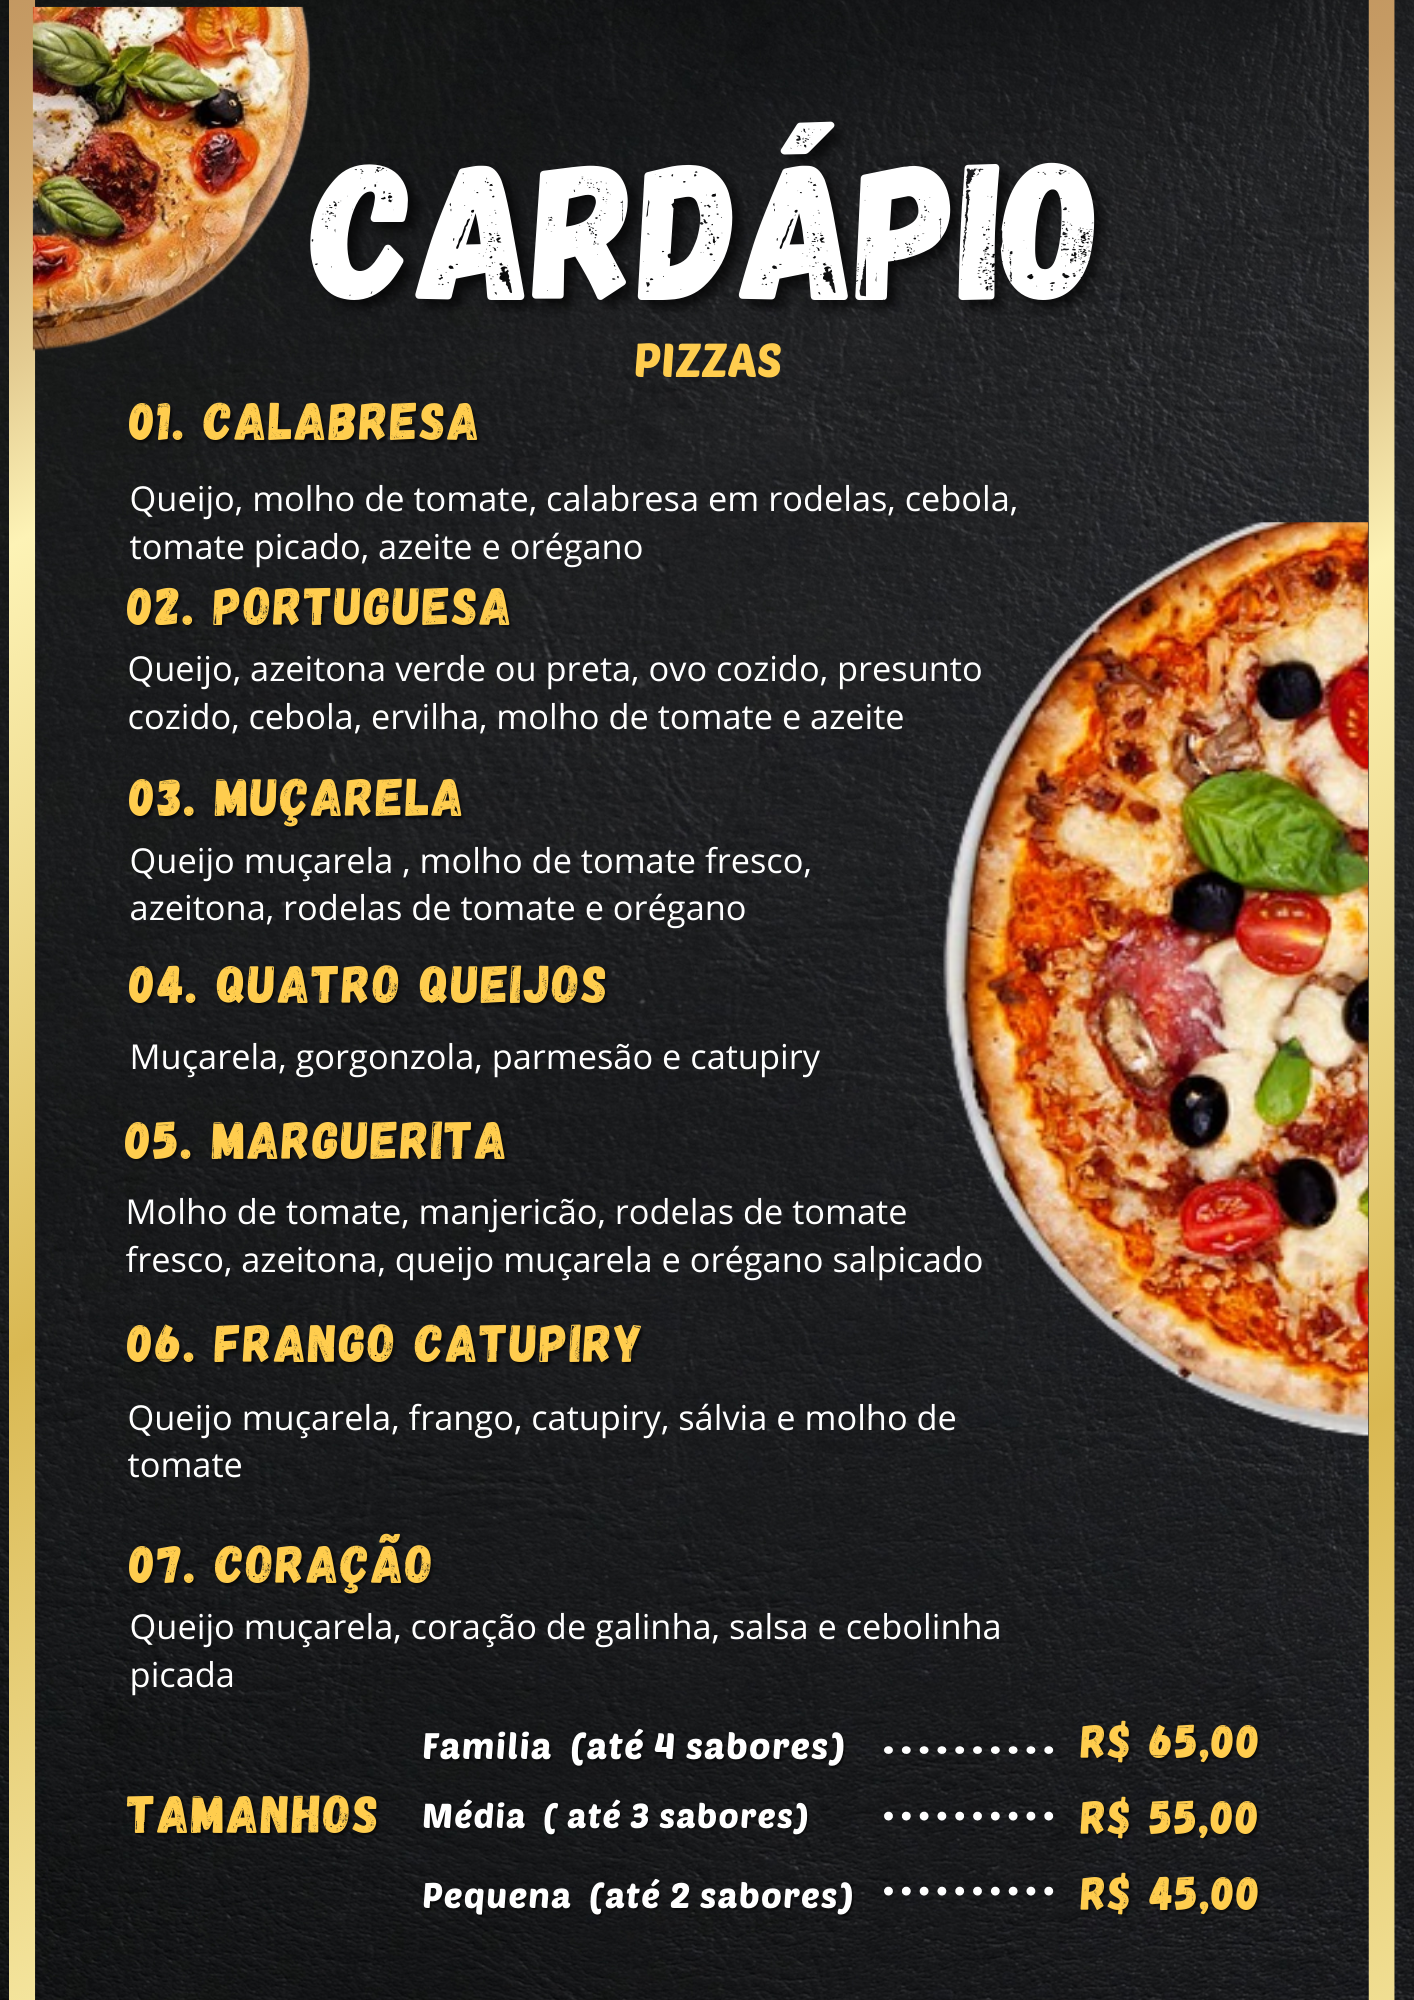 CARDÁPIO
PIZZAS
01. CALABRESA
Queijo, molho de tomate, calabresa em rodelas, cebola,
tomate picado, azeite e orégano
02. PORTUGUESA
Queijo, azeitona verde ou preta, ovo cozido, presunto
cozido, cebola, ervilha, molho de tomate e azeite
03. MUÇARELA
Queijo muçarela , molho de tomate fresco,
azeitona, rodelas de tomate e orégano
04. QUATRO QUEIJOS
Muçarela, gorgonzola, parmesão e catupiry
05. MARGUERITA
Molho de tomate, manjericão, rodelas de tomate
fresco, azeitona, queijo muçarela e orégano salpicado
06. FRANGO CATUPIRY
Queijo muçarela, frango, catupiry, sálvia e molho de
tomate
07. CORAÇÃO
Queijo muçarela, coração de galinha, salsa e cebolinha
picada
TAMANHOS
Familia (até 4 sabores) .......... R$ 65,00
Média ( até 3 sabores) .......... R$ 55,00
Pequena (até 2 sabores) .......... R$ 45,00